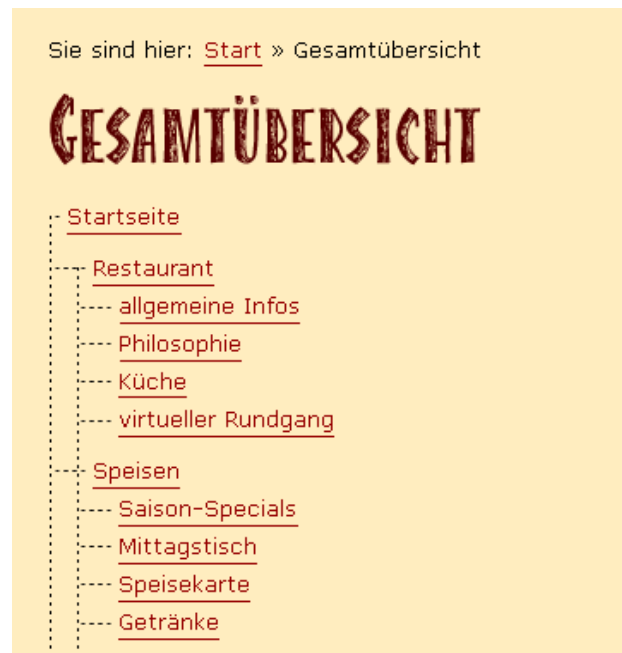 Sie sind hier: Start » Gesamtübersicht
GESAMTÜBERSICHT
Startseite
Restaurant
allgemeine Infos
Philosophie
Küche
virtueller Rundgang
Speisen
Saison-Specials
Mittagstisch
Speisekarte
Getränke